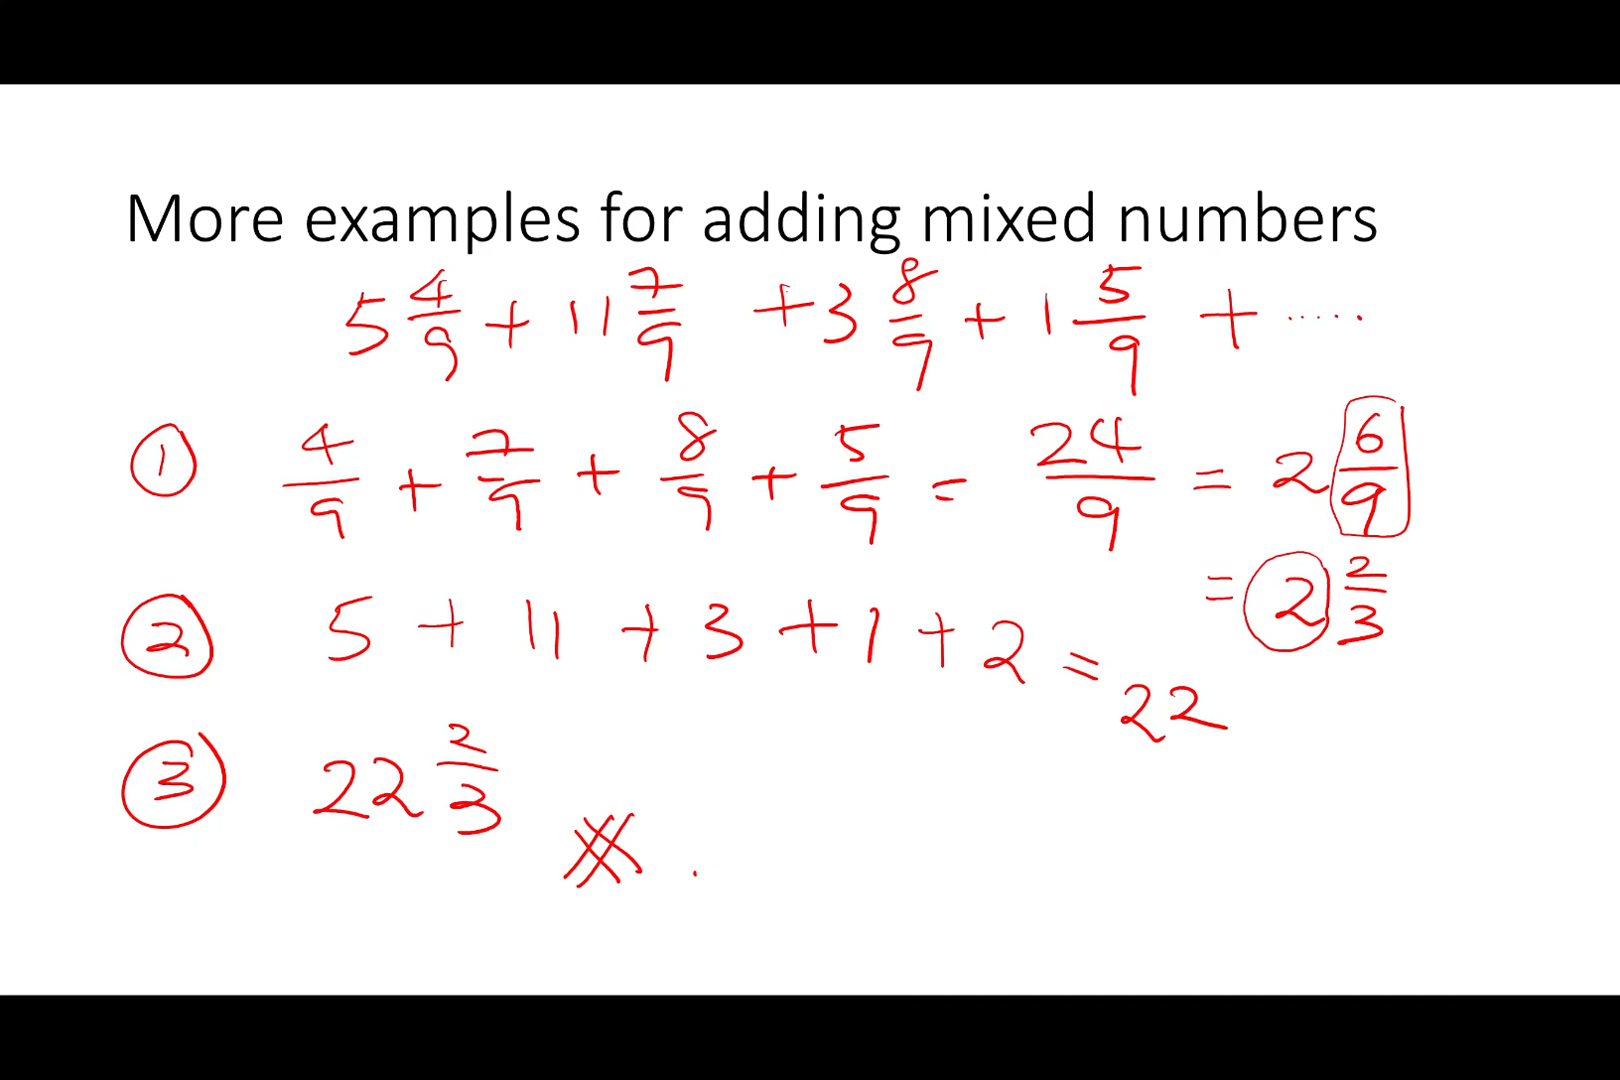 More examples for adding mixed numbers
5 4/9 + 11 7/9 + 3 8/9 + 1 5/9 + .....
① 4/9 + 7/9 + 8/9 + 5/9 = 24/9 = 2 6/9
= 2 2/3
② 5 + 11 + 3 + 1 + 2 = 22
③ 22 2/3